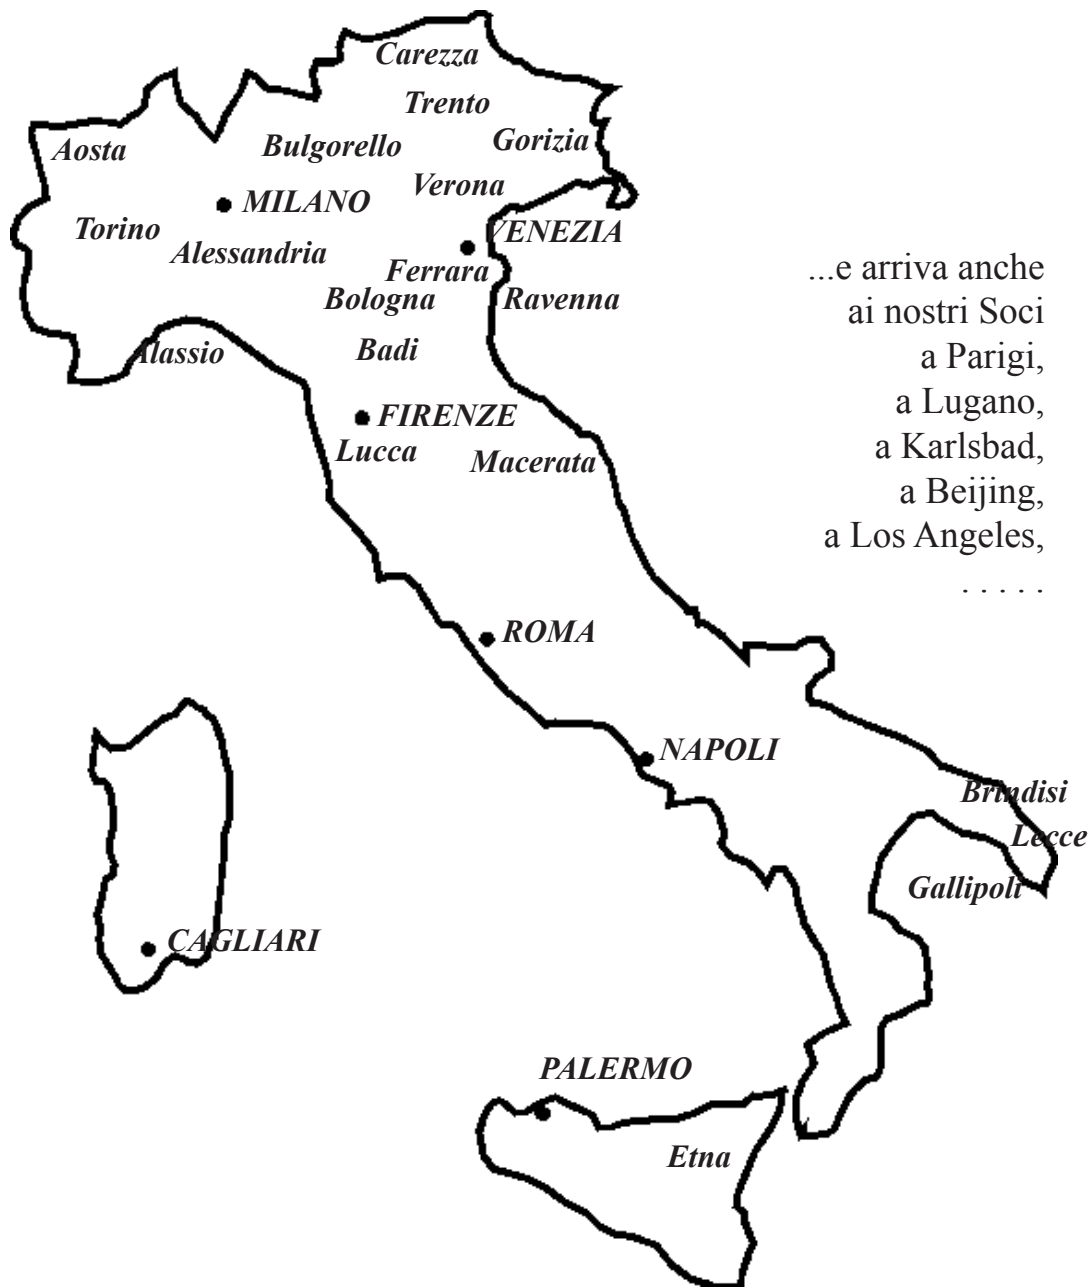 Carezza
Trento
Gorizia
Bulgorello
Aosta
Verona
MILANO
Torino
VENEZIA
Alessandria
Ferrara
Bologna
Ravenna
Badi
Alassio
FIRENZE
Lucca
Macerata
...e arriva anche
ai nostri Soci
a Parigi,
a Lugano,
a Karlsbad,
a Beijing,
a Los Angeles,
. . . . .
ROMA
NAPOLI
Brindisi
Lecce
Gallipoli
CAGLIARI
PALERMO
Etna